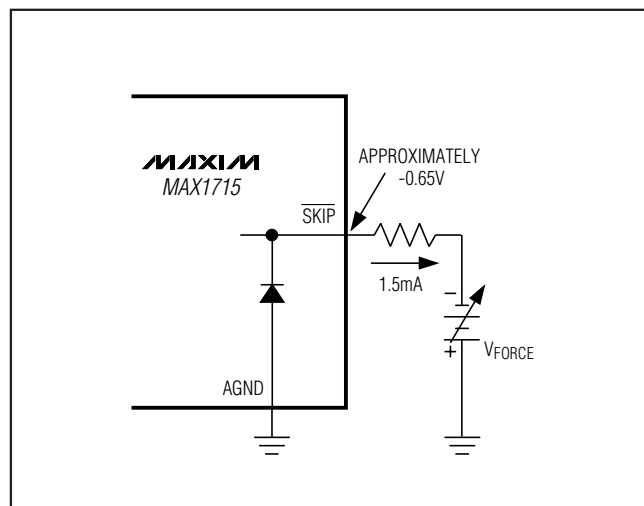 MAXIM
MAX1715
APPROXIMATELY
-0.65V
SKIP
1.5mA
-
+
VFORCE
AGND